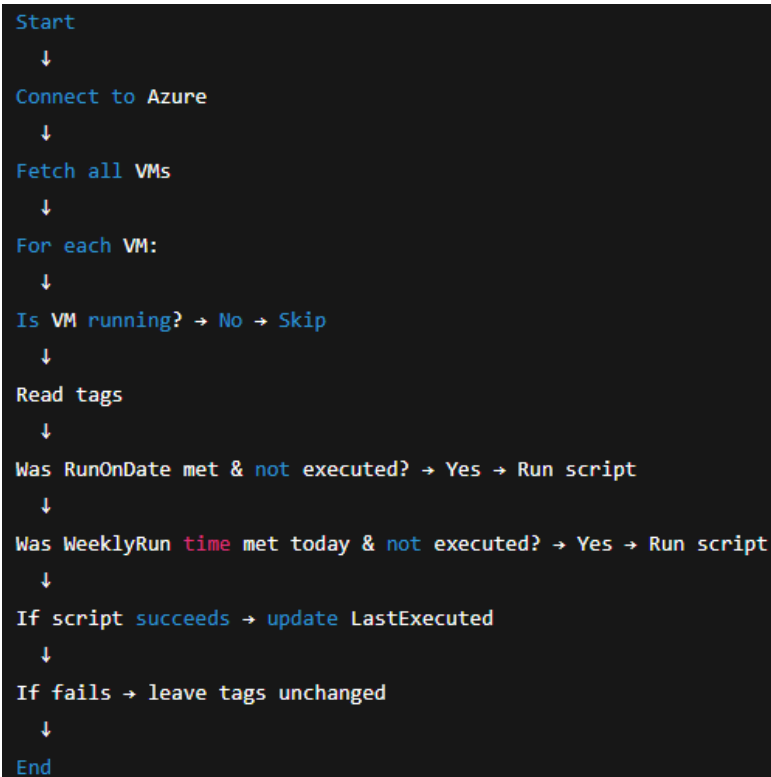 Start
↓
Connect to Azure
↓
Fetch all VMs
↓
For each VM:
↓
Is VM running? → No → Skip
↓
Read tags
↓
Was RunOnDate met & not executed? → Yes → Run script
↓
Was WeeklyRun time met today & not executed? → Yes → Run script
↓
If script succeeds → update LastExecuted
↓
If fails → leave tags unchanged
↓
End